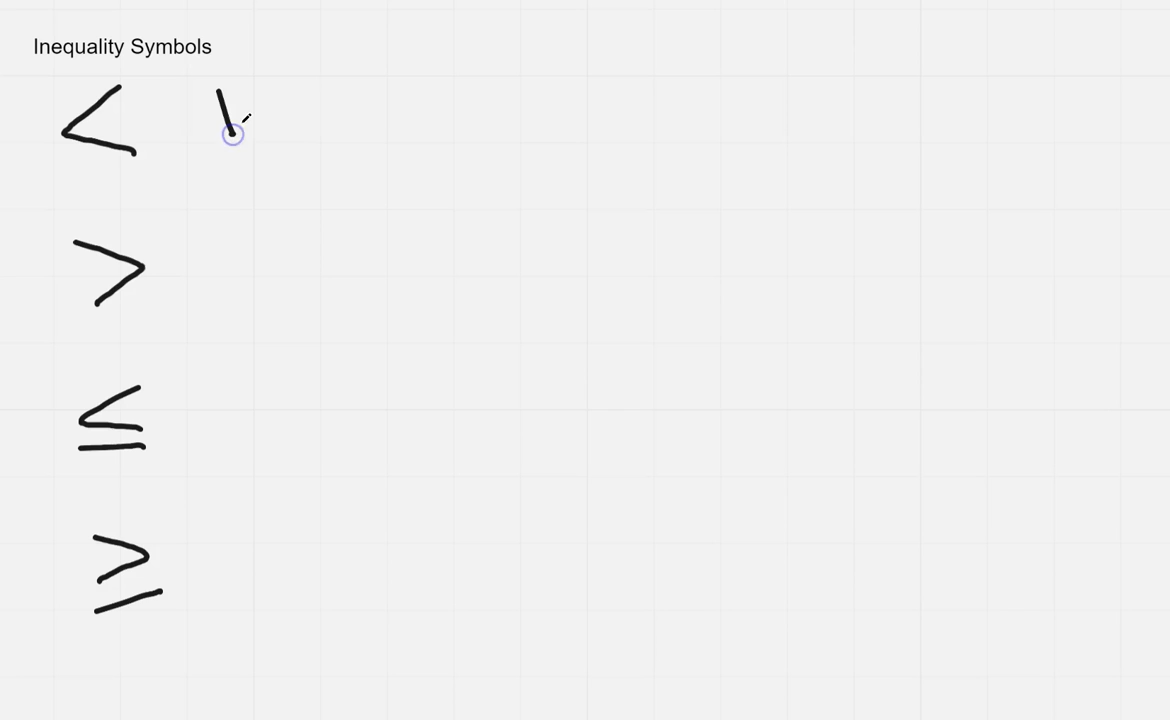 Inequality Symbols
<
>
≤
≥